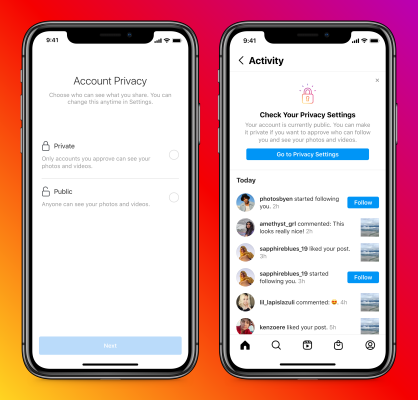 9:41
Account Privacy
Choose who can see what you share. You can
change this anytime in Settings.
Private
Only accounts you approve can see your
photos and videos.
Public
Anyone can see your photos and videos.
Next
9:41
Activity
Check Your Privacy Settings
Your account is currently public. You can make
it private if you want to approve who can follow
you and see your photos and videos.
Go to Privacy Settings
Today
photosbyen started following
you. 2h
Follow
amethyst_grl commented: This
looks really nice! 3h
sapphireblues_19 liked your post.
3h
sapphireblues_19 started
following you. 3h
Follow
lil_lapislazuli commented: 😍. 4h
kenzoere liked your post. 5h